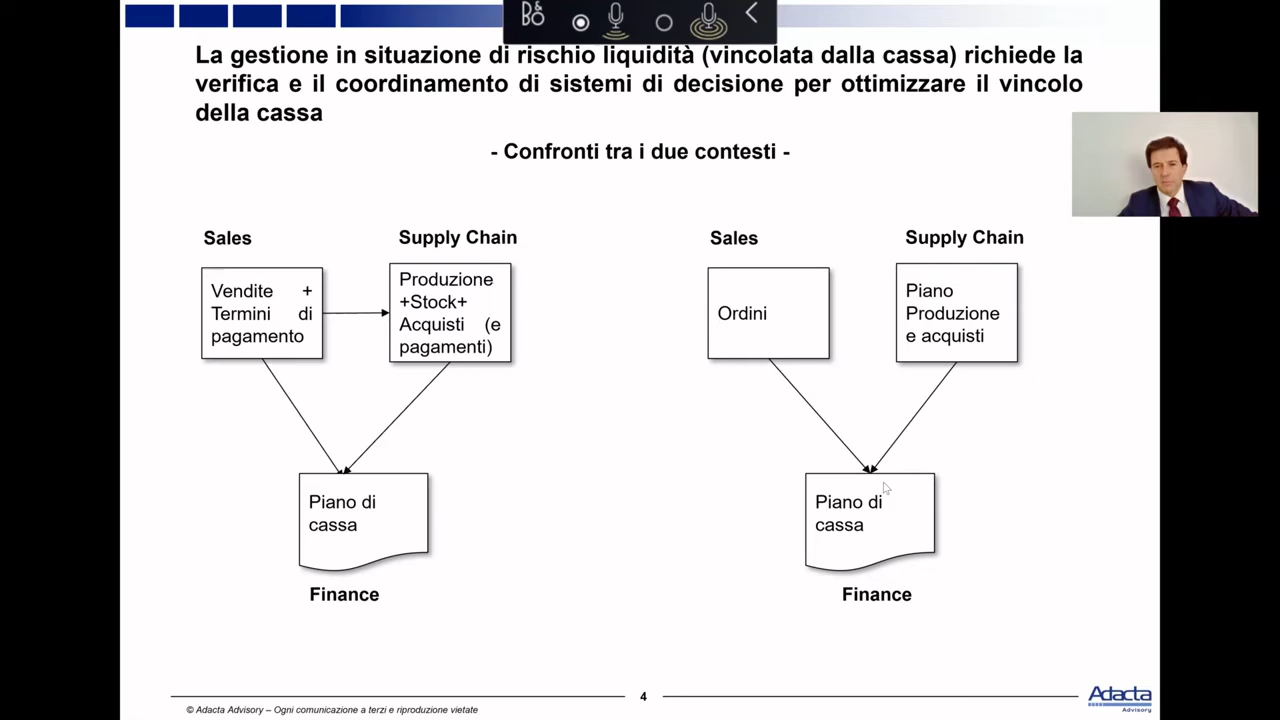 B&O
La gestione in situazione di rischio liquidità (vincolata dalla cassa) richiede la
verifica e il coordinamento di sistemi di decisione per ottimizzare il vincolo
della cassa
- Confronti tra i due contesti -
Sales
Supply Chain
Vendite +
Termini di
pagamento
Produzione
+Stock+
Acquisti (e
pagamenti)
Piano di
cassa
Finance
Sales
Supply Chain
Ordini
Piano
Produzione
e acquisti
Piano di
cassa
Finance
4
© Adacta Advisory – Ogni comunicazione a terzi e riproduzione vietate
Adacta
Advisory